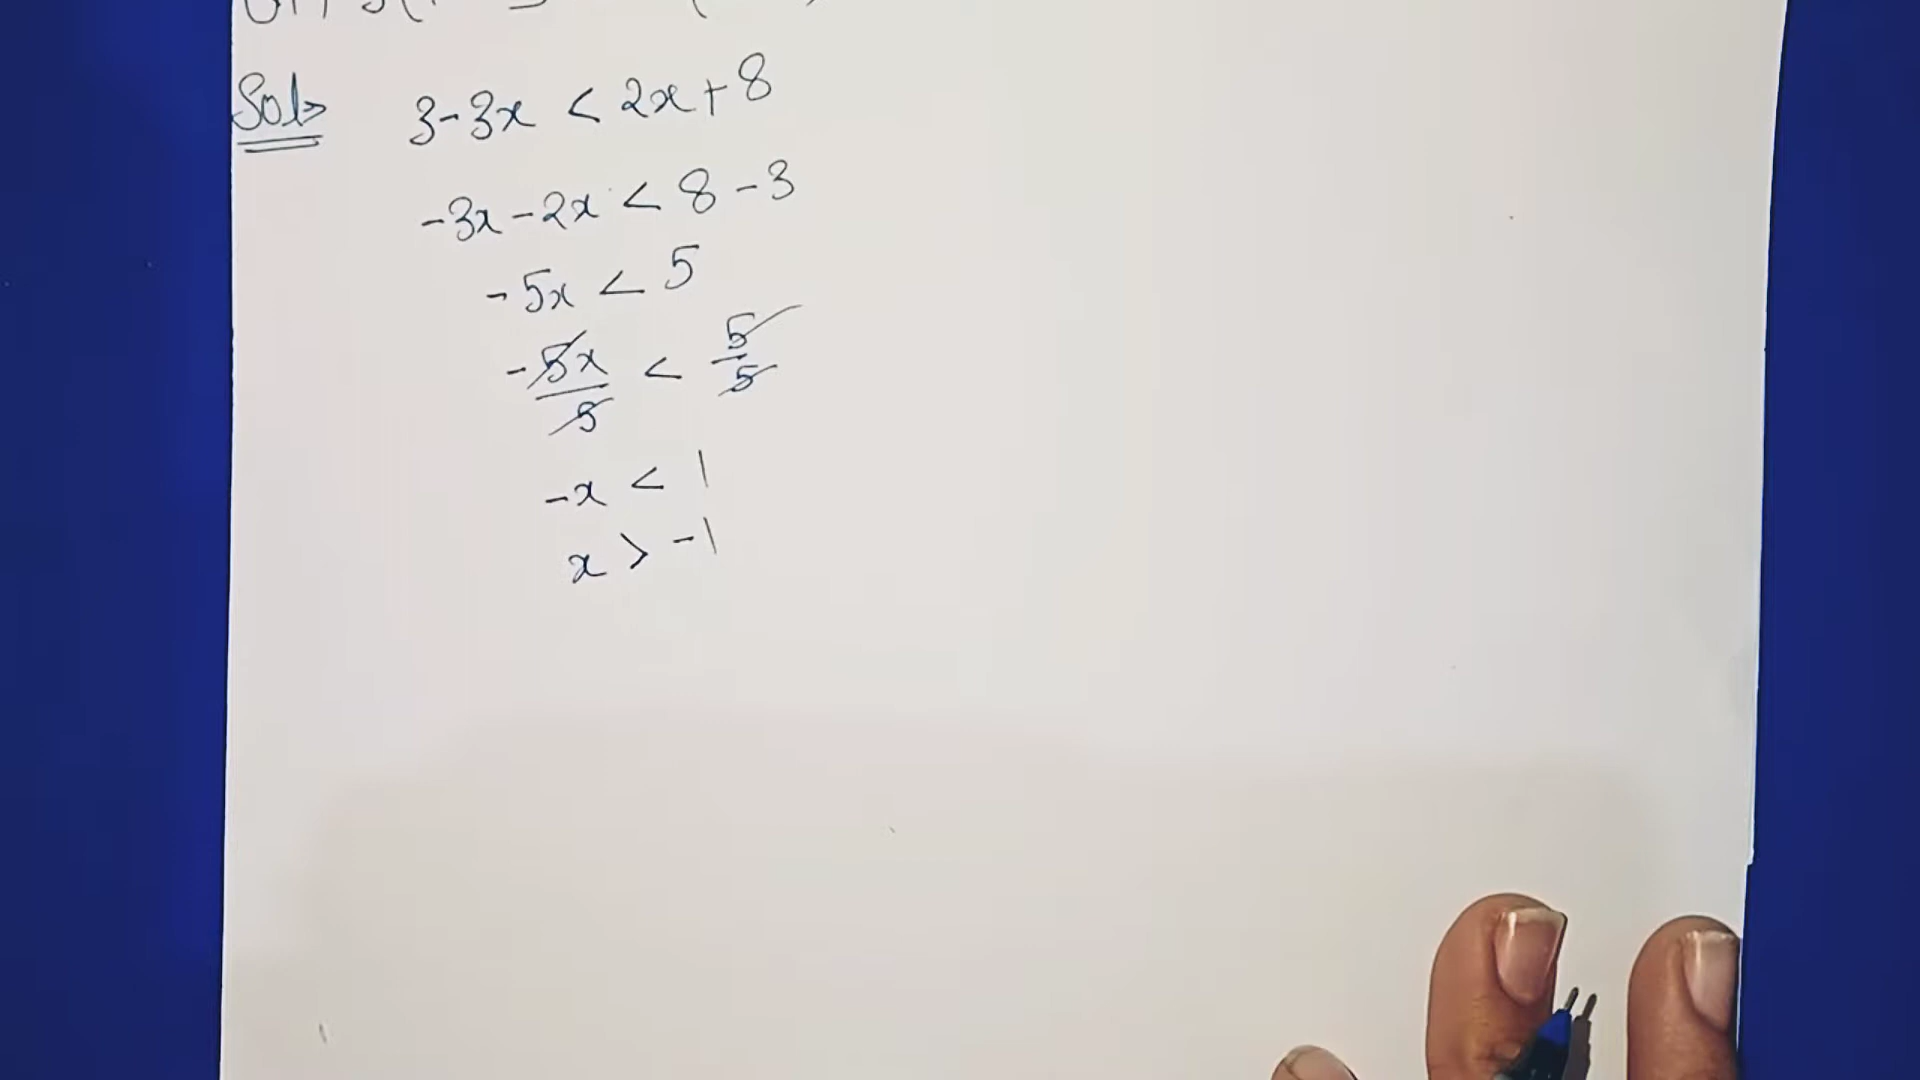 Sol
3-3x < 2x+8
-3x-2x < 8-3
-5x < 5
-5x/5 < 5/5
-x < 1
x > -1